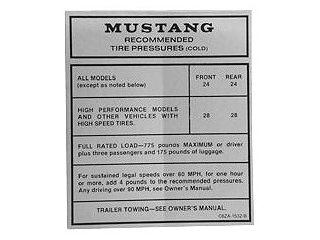 MUSTANG
RECOMMENDED
TIRE PRESSURES (COLD)
ALL MODELS FRONT REAR
(except as noted below) 24 24
HIGH PERFORMANCE MODELS
AND OTHER VEHICLES WITH 28 28
HIGH SPEED TIRES.
FULL RATED LOAD—775 pounds MAXIMUM or driver
plus three passengers and 175 pounds of luggage.
For sustained legal speeds over 80 MPH, for one hour
or more, add 4 pounds to the recommended pressures.
Any driving over 90 MPH, see Owner's Manual.
TRAILER TOWING—SEE OWNER'S MANUAL.
C8ZA-1532-B